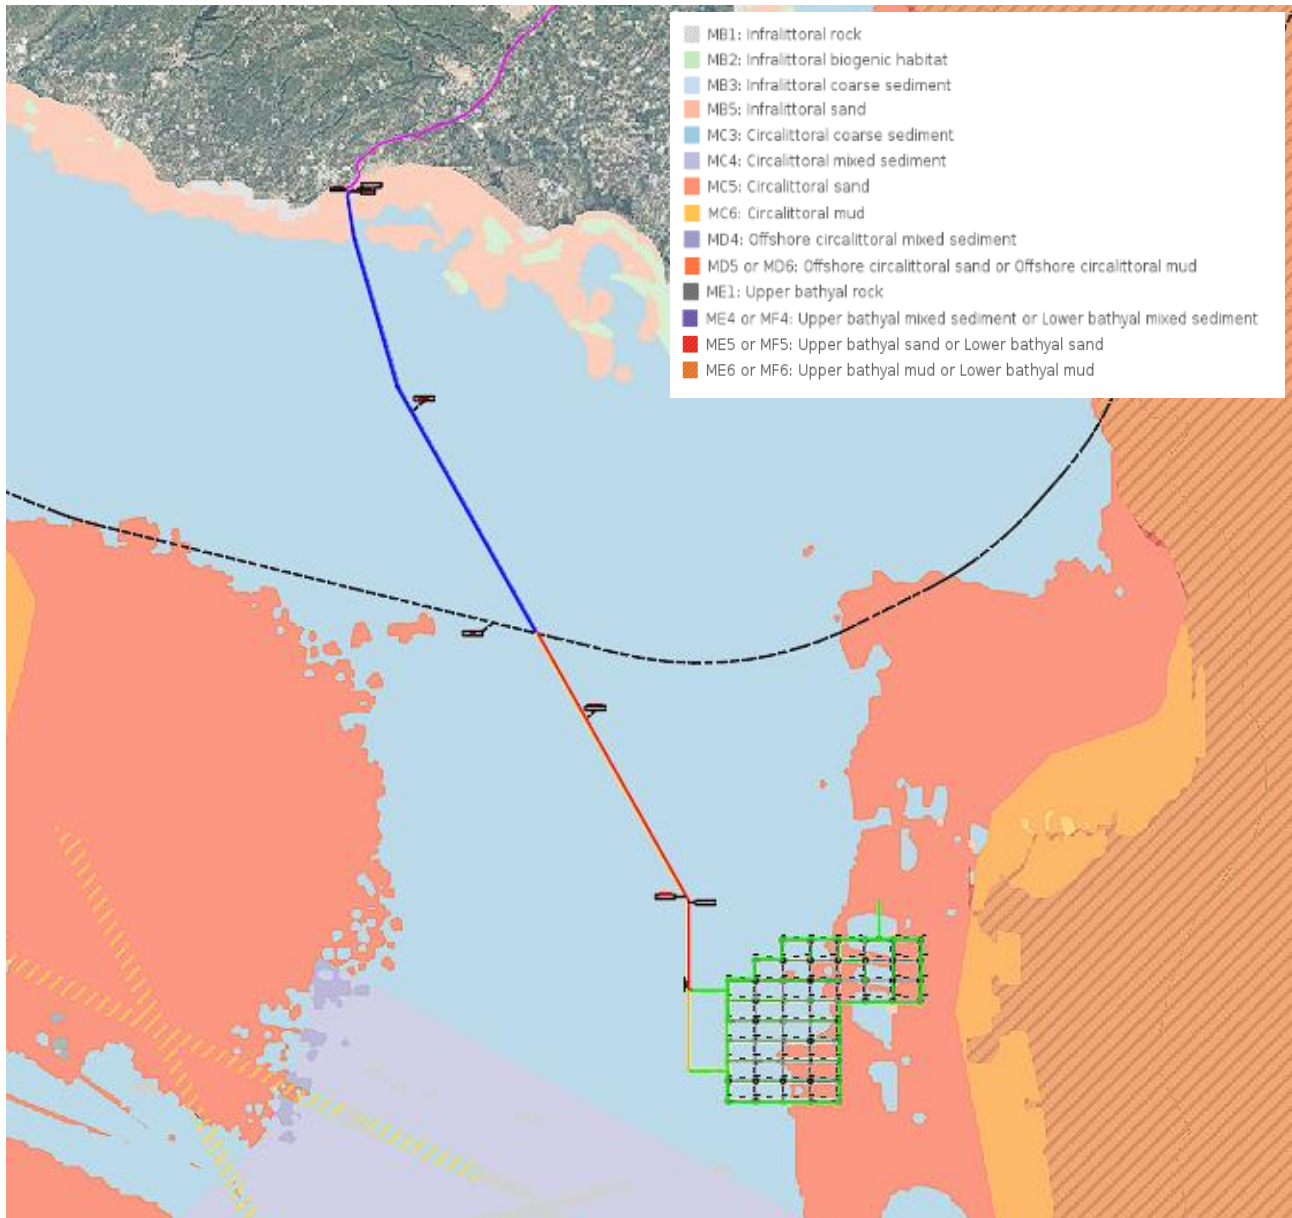 MB1: Infralittoral rock
MB2: Infralittoral biogenic habitat
MB3: Infralittoral coarse sediment
MB5: Infralittoral sand
MC3: Circalittoral coarse sediment
MC4: Circalittoral mixed sediment
MC5: Circalittoral sand
MC6: Circalittoral mud
MD4: Offshore circalittoral mixed sediment
MD5 or MD6: Offshore circalittoral sand or Offshore circalittoral mud
ME1: Upper bathyal rock
ME4 or MF4: Upper bathyal mixed sediment or Lower bathyal mixed sediment
ME5 or MF5: Upper bathyal sand or Lower bathyal sand
ME6 or MF6: Upper bathyal mud or Lower bathyal mud